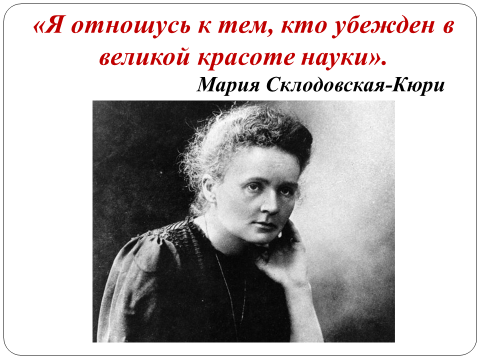 «Я отношусь к тем, кто убежден в
великой красоте науки».
Мария Склодовская-Кюри